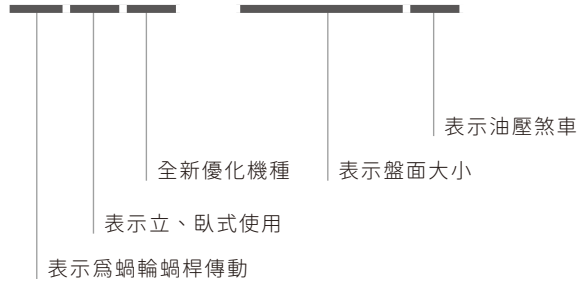 表示油壓煞車
全新優化機種
表示盤面大小
表示立、臥式使用
表示爲蝸輪蝸桿傳動